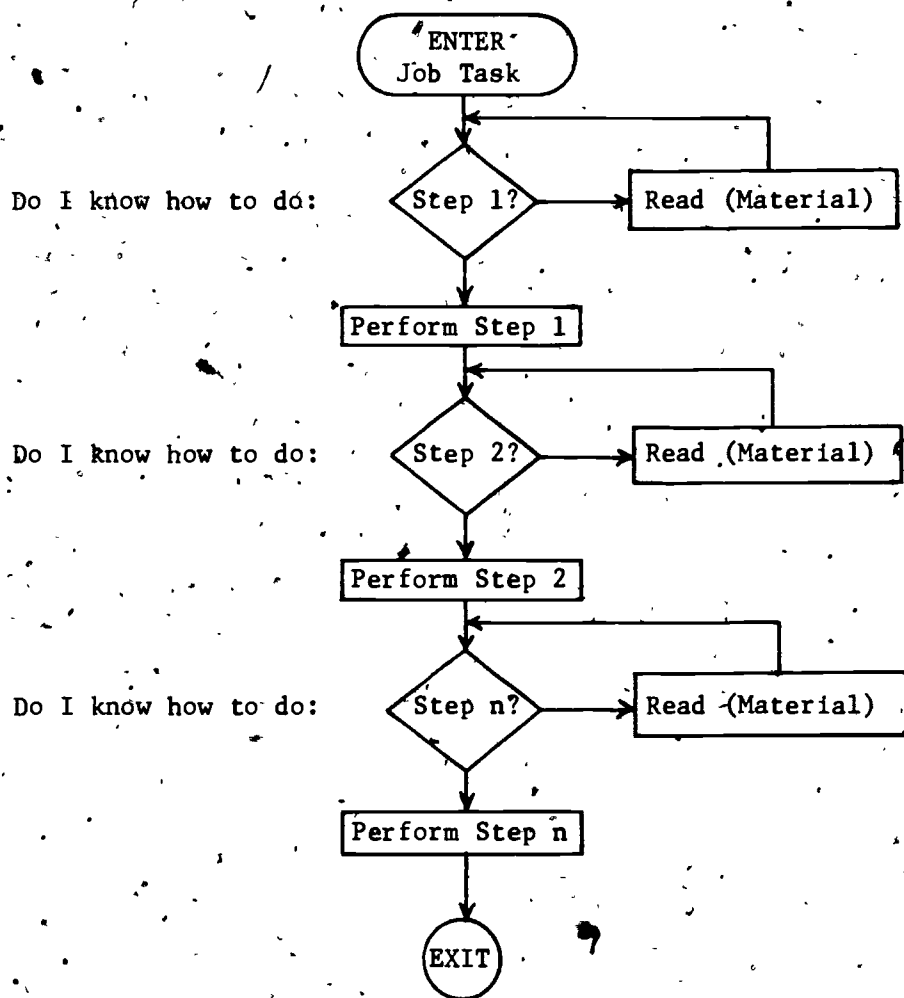 ENTER
Job Task
Do I know how to do: Step 1? Read (Material)
Perform Step 1
Do I know how to do: Step 2? Read (Material)
Perform Step 2
Do I know how to do: Step n? Read (Material)
Perform Step n
EXIT